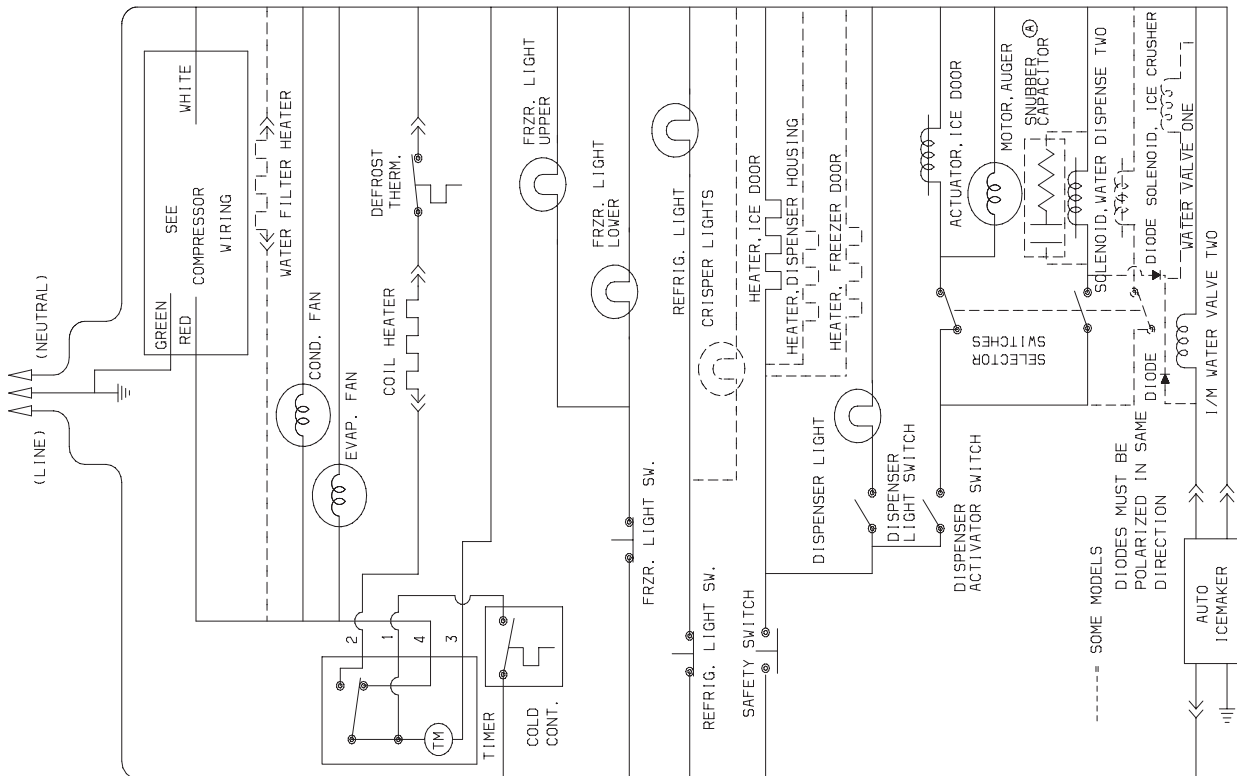 (NEUTRAL)
(LINE)
GREEN
RED
WHITE
SEE
COMPRESSOR
WIRING
WATER FILTER HEATER
COND. FAN
EVAP. FAN
DEFROST
THERM.
COIL HEATER
2
1
4
3
TM
TIMER
COLD
CONT.
FRZR. LIGHT
UPPER
FRZR. LIGHT
LOWER
FRZR. LIGHT SW.
REFRIG. LIGHT
CRISPER LIGHTS
REFRIG. LIGHT SW.
HEATER, ICE DOOR
HEATER, DISPENSER HOUSING
HEATER, FREEZER DOOR
SAFETY SWITCH
DISPENSER LIGHT
DISPENSER
LIGHT SWITCH
DISPENSER
ACTIVATOR SWITCH
ACTUATOR, ICE DOOR
MOTOR, AUGER
SNUBBER
CAPACITOR
A
SELECTOR
SWITCHES
SOLENOID, WATER DISPENSE TWO
DIODE SOLENOID, ICE CRUSHER
WATER VALVE ONE
DIODE
I/M WATER VALVE TWO
---- = SOME MODELS
DIODES MUST BE
POLARIZED IN SAME
DIRECTION
AUTO
ICEMAKER